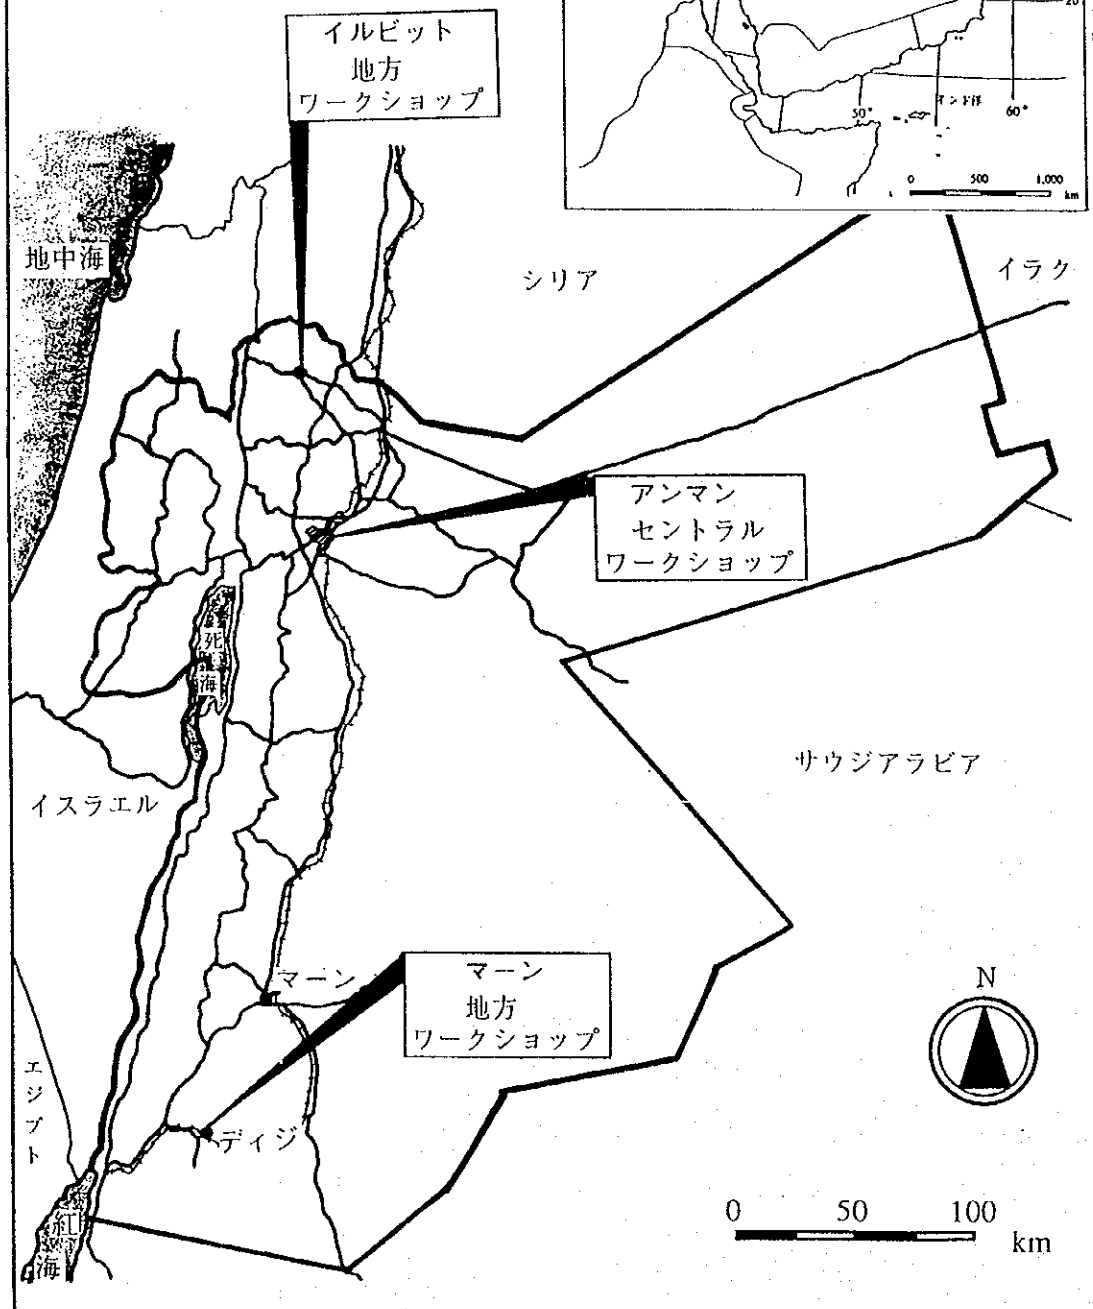 イルビット
地方
ワークショップ
20°
50°
インド洋
60°
0 500 1,000
km
地中海
シリア
イラク
アンマン
セントラル
ワークショップ
死
海
サウジアラビア
イスラエル
マーン
マーン
地方
ワークショップ
N
エジプト
ディジ
紅
海
0 50 100
km